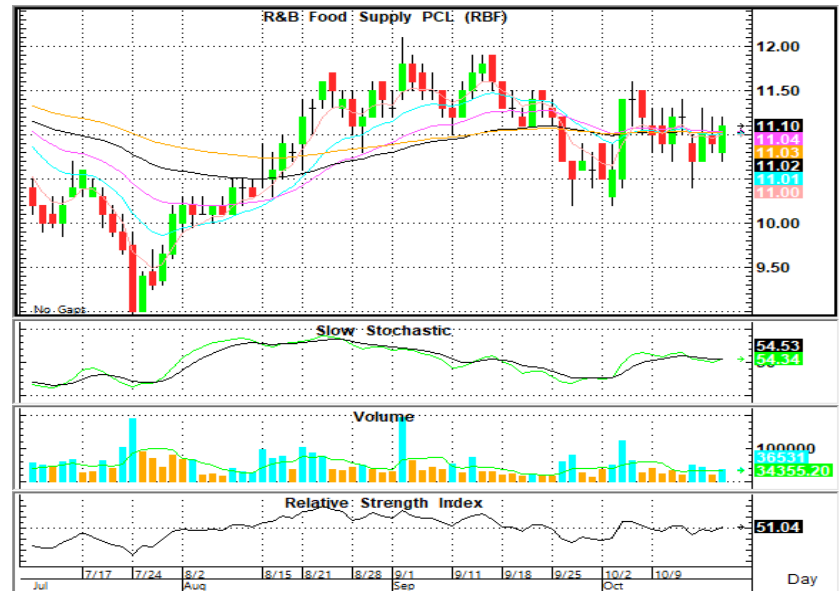 R&B Food Supply PCL (RBF)
12.00
11.50
11.10
11.04
11.03
11.02
11.01
11.00
10.00
9.50
No Gaps
Slow Stochastic
54.53
54.34
Volume
100000
36531
34355.20
Relative Strength Index
51.04
7/17 7/24 8/2 8/15 8/21 8/28 9/1 9/11 9/18 9/25 10/2 10/9
Jul Aug Sep Oct Day